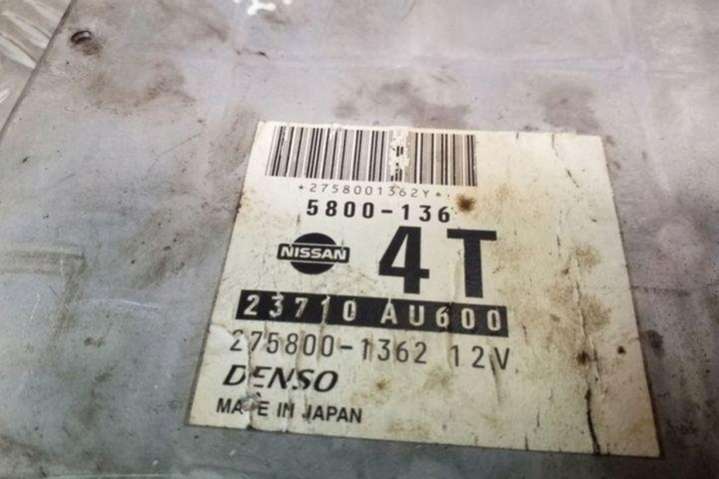 *2758001362Y*
5800-136
NISSAN 4T
23710 AU600
275800-1362 12V
DENSO
MADE IN JAPAN